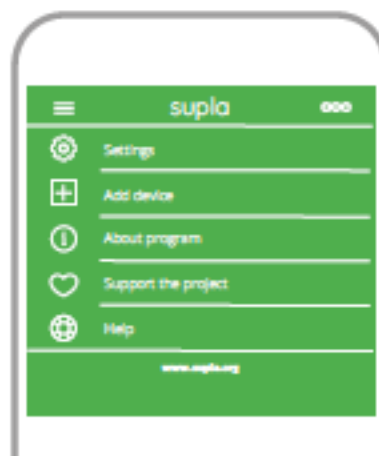 supla
Settings
Add device
About program
Support the project
Help
www.supla.org